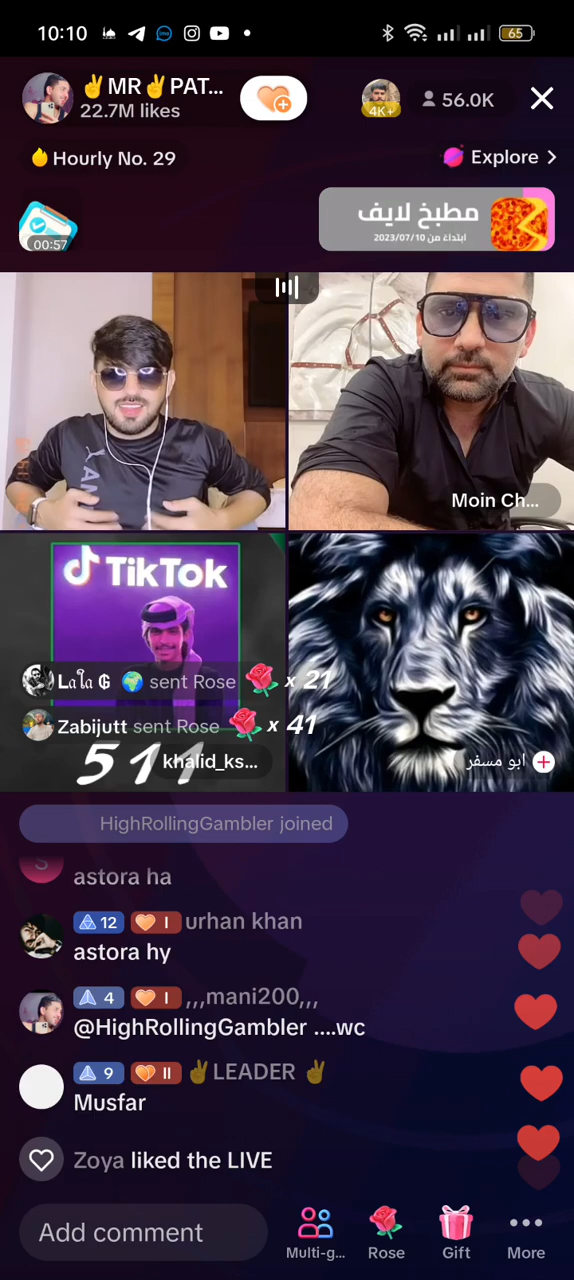 10:10
65
✌MR✌PAT...
22.7M likes
4K+
56.0K
Hourly No. 29
Explore >
00:57
مطبخ لايف
ابتداءً من 2023/07/10
Moin Ch...
TikTok
Lala G 🌍 sent Rose x 21
Zabijutt sent Rose x 41
511
khalid_ks...
ابو مسفر
HighRollingGambler joined
S
astora ha
12 I urhan khan
astora hy
4 I ,,,mani200,,,
@HighRollingGambler ....wc
9 II ✌LEADER ✌
Musfar
Zoya liked the LIVE
Add comment
Multi-g...
Rose
Gift
More